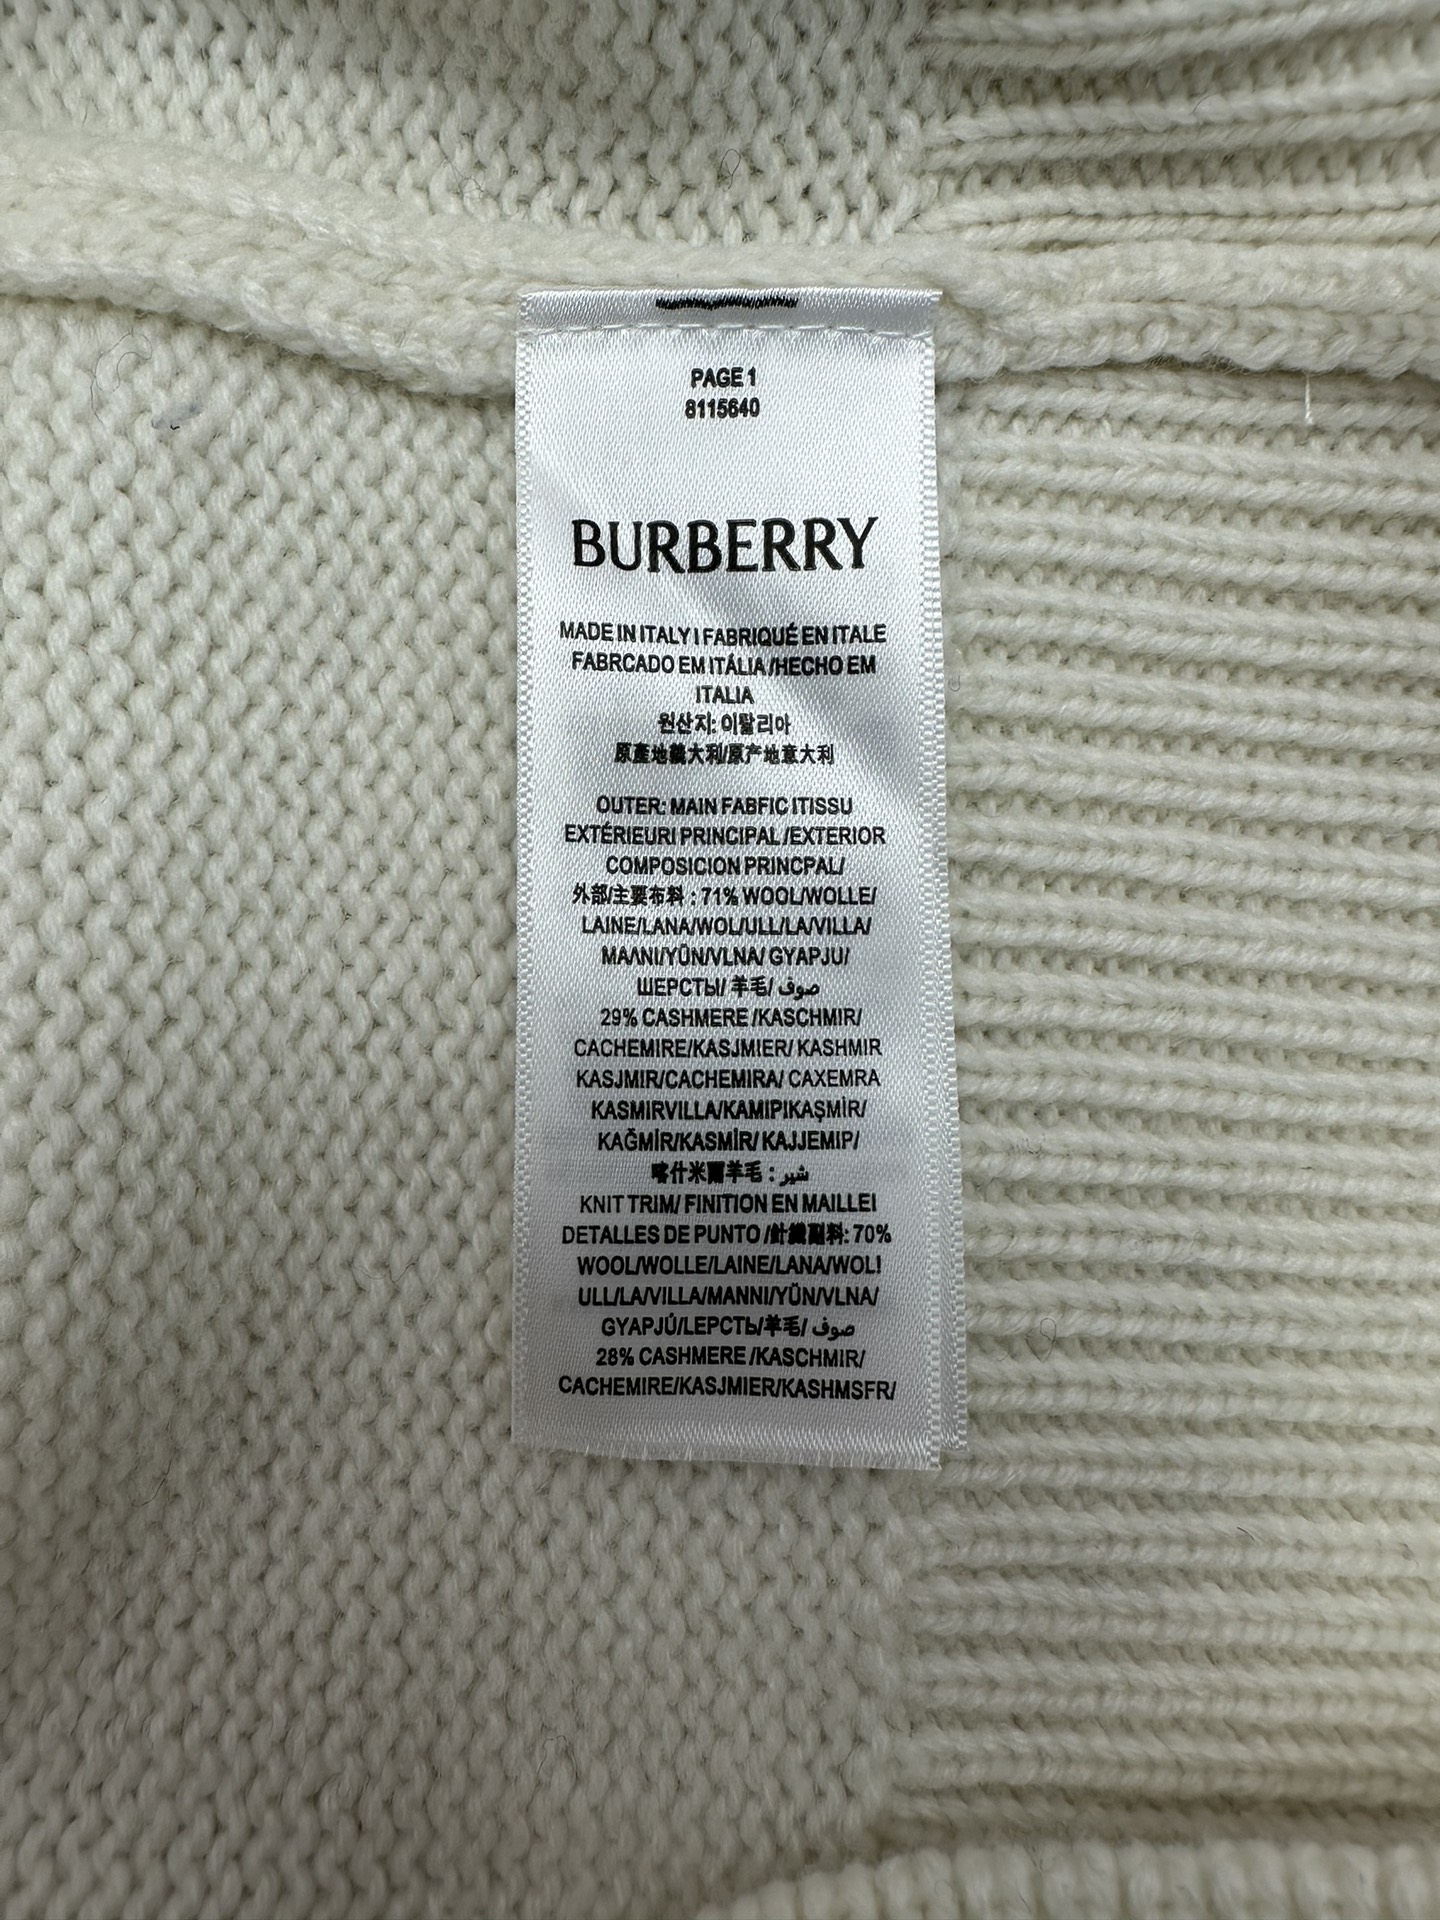 PAGE 1
8115640
BURBERRY
MADE IN ITALY I FABRIQUÉ EN ITALE
FABRCADO EM ITÁLIA /HECHO EM
ITALIA
원산지: 이탈리아
原產地義大利/原产地意大利
OUTER: MAIN FABFIC ITISSU
EXTÉRIEURI PRINCIPAL /EXTERIOR
COMPOSICION PRINCPAL/
外部/主要布料 : 71% WOOL/WOLLE/
LAINE/LANA/WOL/ULL/LA/VILLA/
MA/\NI/YŪN/VLNA/ GYAPJU/
ШЕРСТЫ/ 羊毛/ صوف
29% CASHMERE /KASCHMIR/
CACHEMIRE/KASJMIER/ KASHMIR
KASJMIR/CACHEMIRA/ CAXEMRA
KASMIRVILLA/KAMIPIKAŞMİR/
KAĞMİR/KASMİR/ KAJJEMIP/
喀什米爾羊毛 : شير
KNIT TRIM/ FINITION EN MAILLEI
DETALLES DE PUNTO /針織副料: 70%
WOOL/WOLLE/LAINE/LANA/WOL!
ULL/LA/VILLA/MANNI/YŬN/VLNA/
GYAPJÚ/LEPCTЫ/羊毛/ صوف
28% CASHMERE /KASCHMIR/
CACHEMIRE/KASJMIER/KASHMSFR/